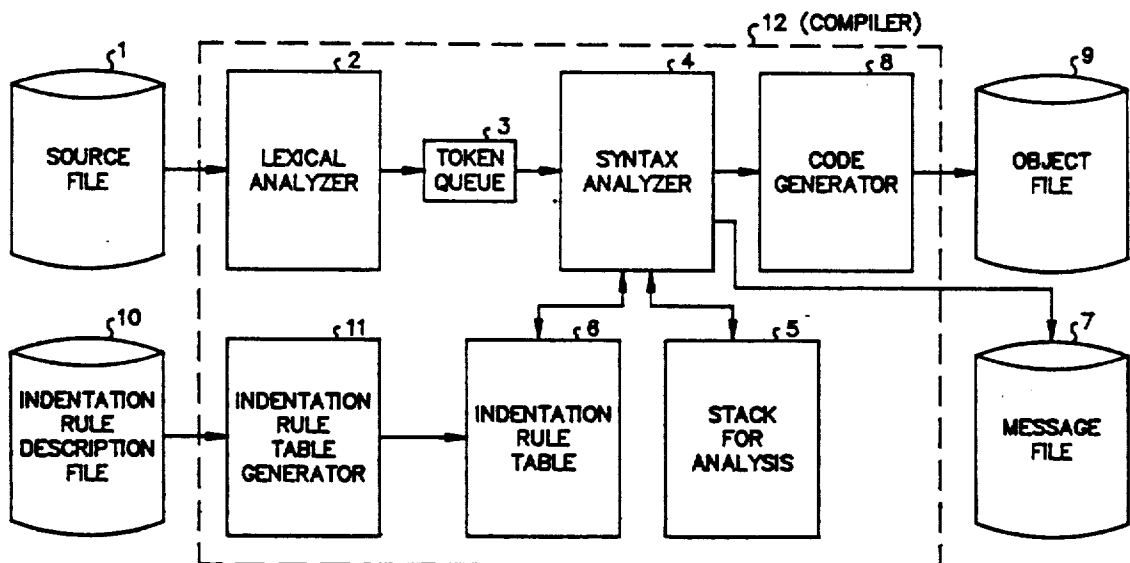 12 (COMPILER)
1
2
3
4
8
9
SOURCE
FILE
LEXICAL
ANALYZER
TOKEN
QUEUE
SYNTAX
ANALYZER
CODE
GENERATOR
OBJECT
FILE
10
11
6
5
7
INDENTATION
RULE
DESCRIPTION
FILE
INDENTATION
RULE
TABLE
GENERATOR
INDENTATION
RULE
TABLE
STACK
FOR
ANALYSIS
MESSAGE
FILE